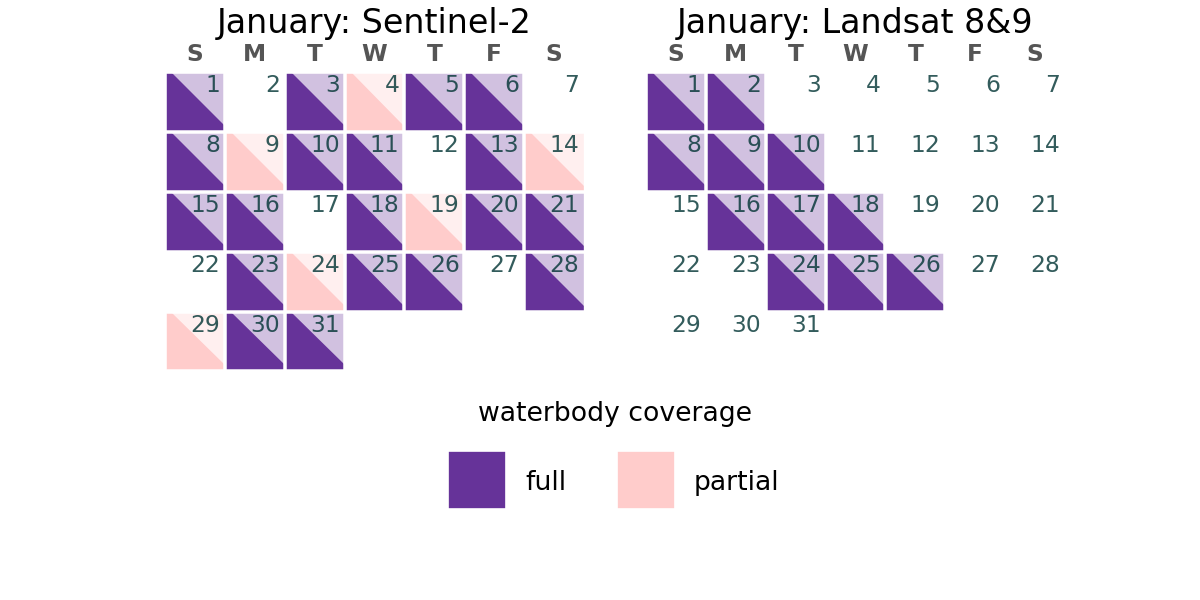 January: Sentinel-2
S M T W T F S
1 2 3 4 5 6 7
8 9 10 11 12 13 14
15 16 17 18 19 20 21
22 23 24 25 26 27 28
29 30 31
January: Landsat 8&9
S M T W T F S
1 2 3 4 5 6 7
8 9 10 11 12 13 14
15 16 17 18 19 20 21
22 23 24 25 26 27 28
29 30 31
waterbody coverage
full
partial